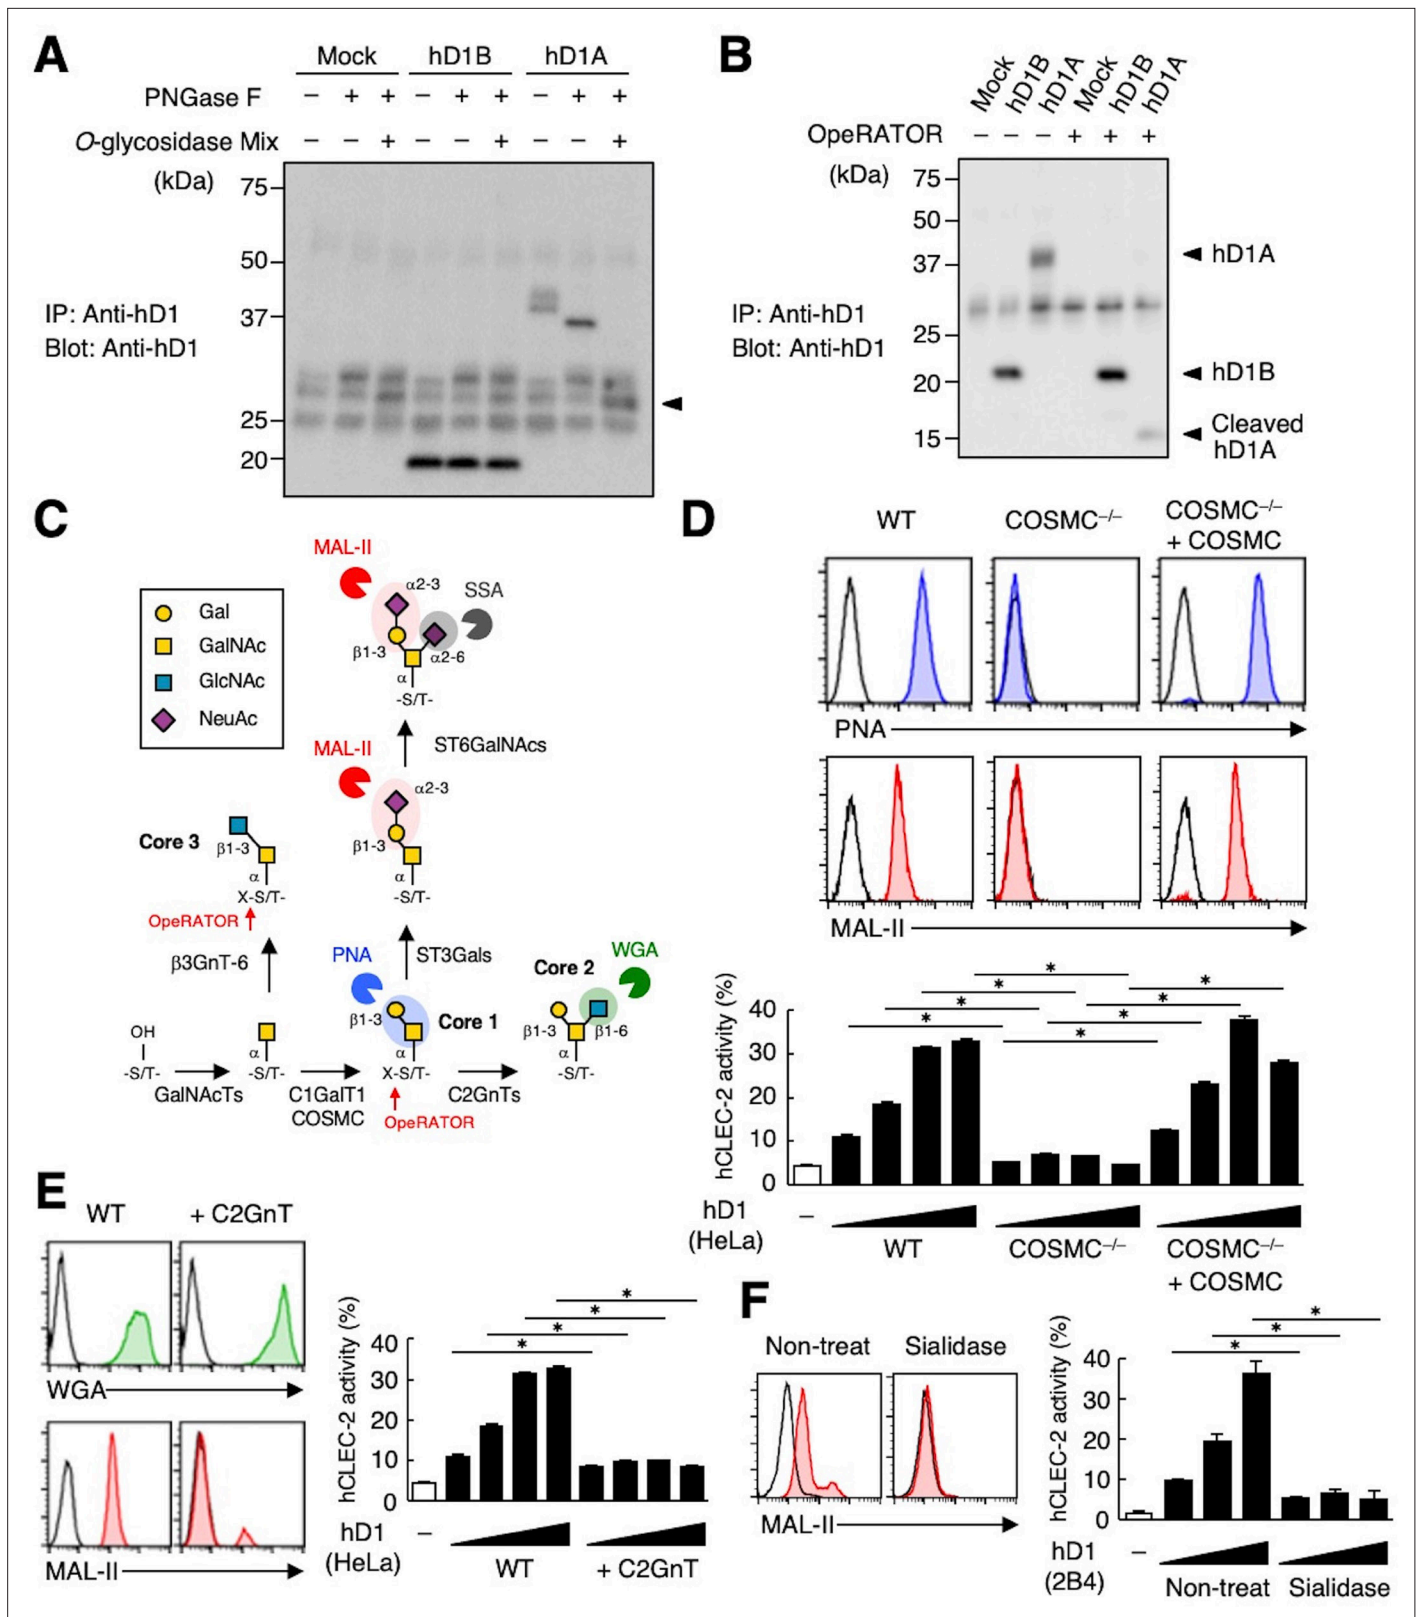 A
Mock hD1B hD1A
PNGase F – + + – + + – + +
O-glycosidase Mix – – + – – + – – +
(kDa)
75
50
37
25
20
IP: Anti-hD1
Blot: Anti-hD1
B
Mock hD1B hD1A Mock hD1B hD1A
OpeRATOR – – – + + +
(kDa)
75
50
37
25
20
15
IP: Anti-hD1
Blot: Anti-hD1
hD1A
hD1B
Cleaved
hD1A
C
Gal
GalNAc
GlcNAc
NeuAc
MAL-II
α2-3
SSA
β1-3
α2-6
α
-S/T-
ST6GalNAcs
MAL-II
α2-3
β1-3
α
-S/T-
Core 3
β1-3
α
X-S/T-
OpeRATOR
β3GnT-6
ST3Gals
PNA
β1-3
Core 1
α
X-S/T-
OpeRATOR
Core 2
WGA
β1-3
β1-6
α
-S/T-
OH
-S/T-
GalNAcTs
α
-S/T-
C1GalT1
COSMC
C2GnTs
D
WT
COSMC–/–
COSMC–/–
+ COSMC
PNA
MAL-II
hCLEC-2 activity (%)
40
30
20
10
0
* * * * * * * *
hD1
(HeLa)
–
WT
COSMC–/–
COSMC–/–
+ COSMC
E
WT
+ C2GnT
WGA
MAL-II
hCLEC-2 activity (%)
40
30
20
10
0
* * * *
hD1
(HeLa)
–
WT
+ C2GnT
F
Non-treat
Sialidase
MAL-II
hCLEC-2 activity (%)
40
30
20
10
0
* * *
hD1
(2B4)
–
Non-treat
Sialidase